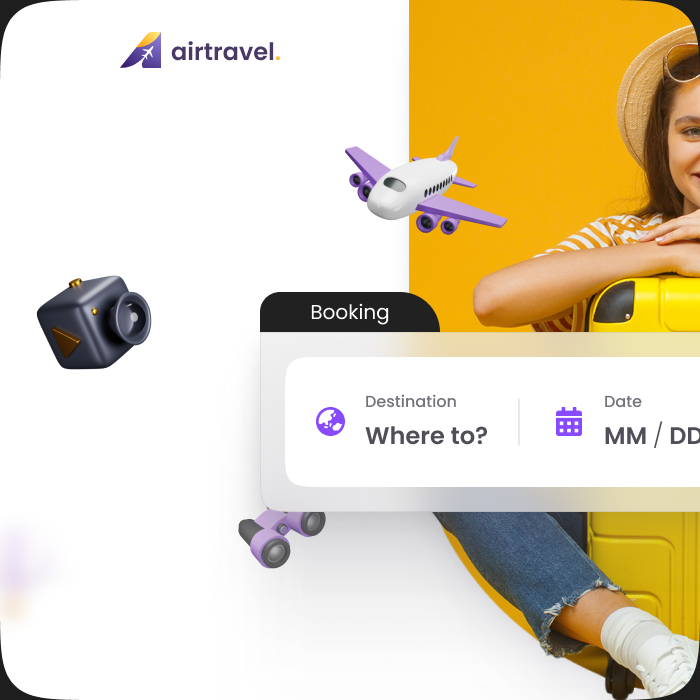 airtravel.
Booking
Destination
Where to?
Date
MM / DD